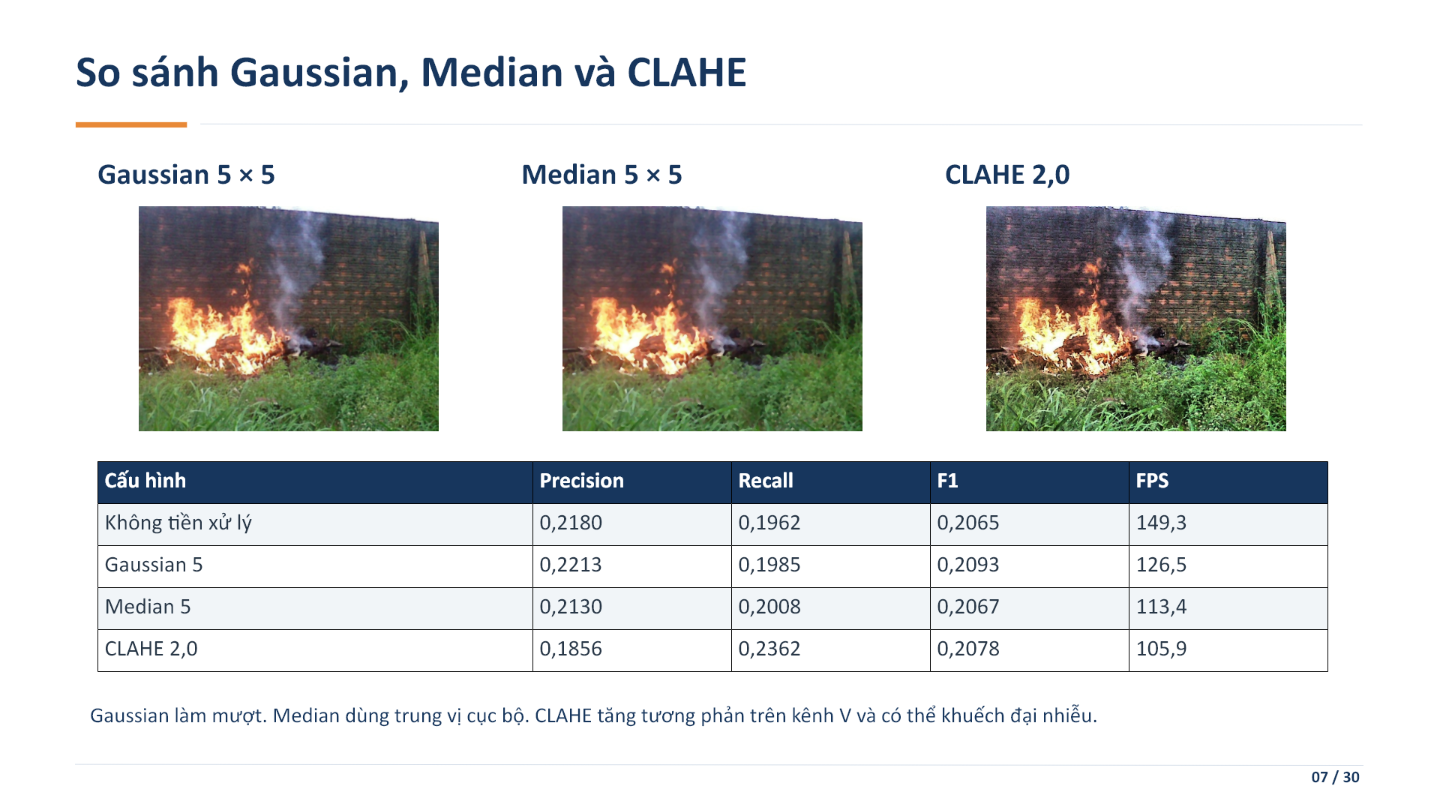 So sánh Gaussian, Median và CLAHE
Gaussian 5 × 5
Median 5 × 5
CLAHE 2,0
Cấu hình Precision Recall F1 FPS
Không tiền xử lý 0,2180 0,1962 0,2065 149,3
Gaussian 5 0,2213 0,1985 0,2093 126,5
Median 5 0,2130 0,2008 0,2067 113,4
CLAHE 2,0 0,1856 0,2362 0,2078 105,9
Gaussian làm mượt. Median dùng trung vị cục bộ. CLAHE tăng tương phản trên kênh V và có thể khuếch đại nhiễu.
07 / 30